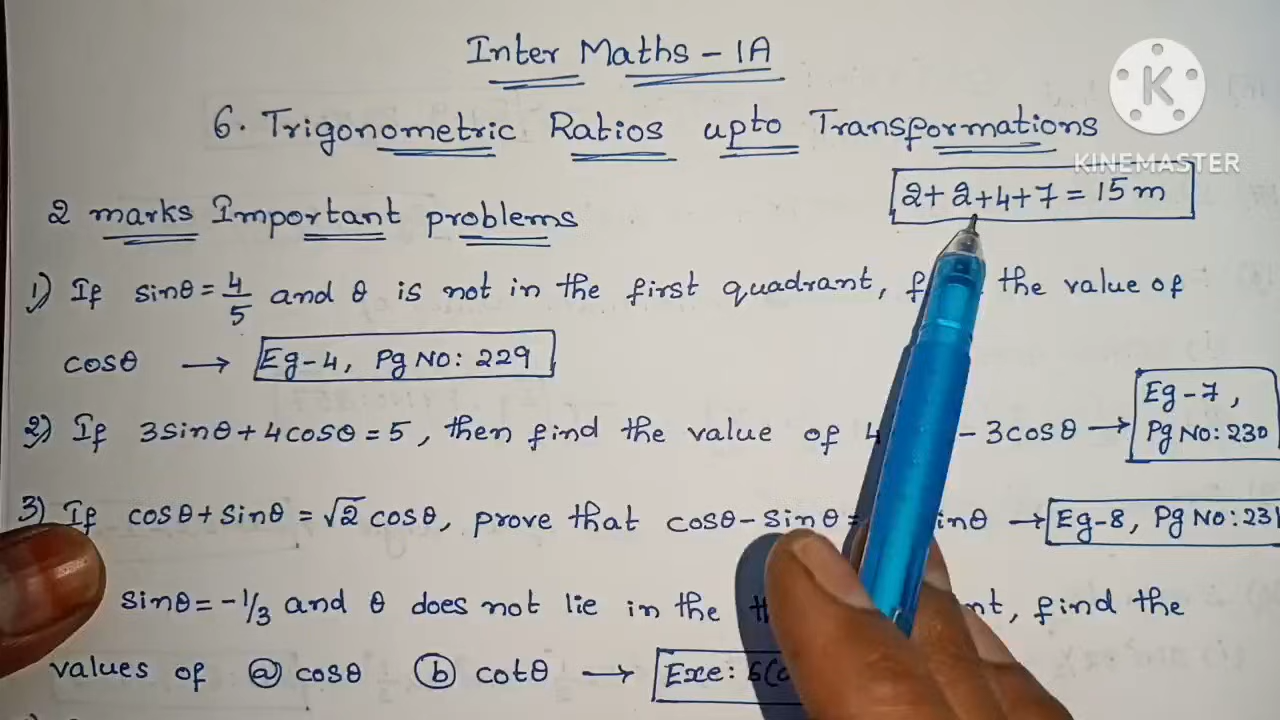 Inter Maths - 1A
6. Trigonometric Ratios upto Transformations
K
KINEMASTER
2+2+4+7=15m
2 marks Important problems
1) If sinθ = 4/5 and θ is not in the first quadrant, the value of
cosθ → Eg-4, Pg No: 229
2) If 3sinθ + 4cosθ = 5, then find the value of 4 - 3cosθ → Eg-7, Pg No: 230
3) If cosθ + sinθ = √2 cosθ, prove that cosθ - sinθ = inθ → Eg-8, Pg No: 231
sinθ = -1/3 and θ does not lie in the find the
values of ⓐ cosθ ⓑ cotθ → Exe: 6(